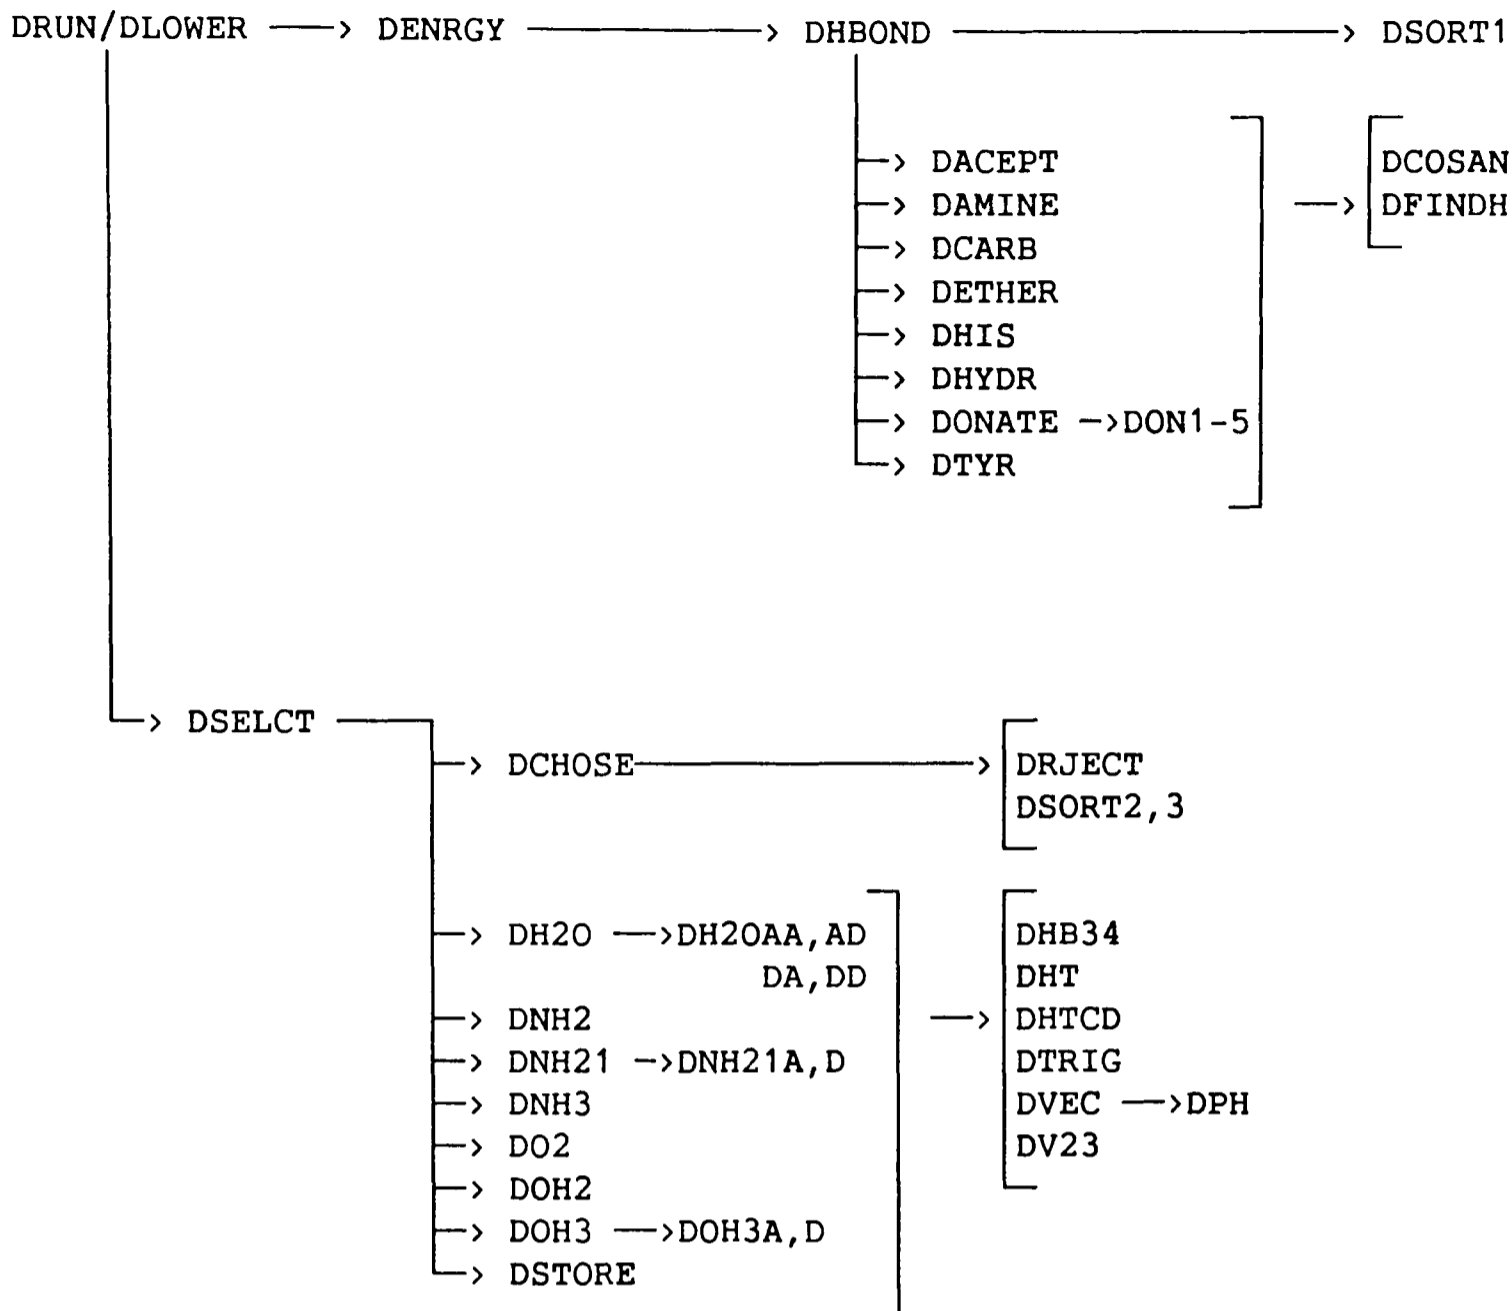 DRUN/DLOWER —> DENRGY —> DHBOND —> DSORT1
—> DACEPT DCOSAN
—> DAMINE —> DFINDH
—> DCARB
—> DETHER
—> DHIS
—> DHYDR
—> DONATE —>DON1-5
—> DTYR
—> DSELCT
—> DCHOSE —> DRJECT
DSORT2,3
—> DH2O —>DH2OAA,AD DHB34
DA,DD DHT
—> DNH2 —> DHTCD
—> DNH21 —>DNH21A,D DTRIG
—> DNH3 DVEC —>DPH
—> DO2 DV23
—> DOH2
—> DOH3 —>DOH3A,D
—> DSTORE